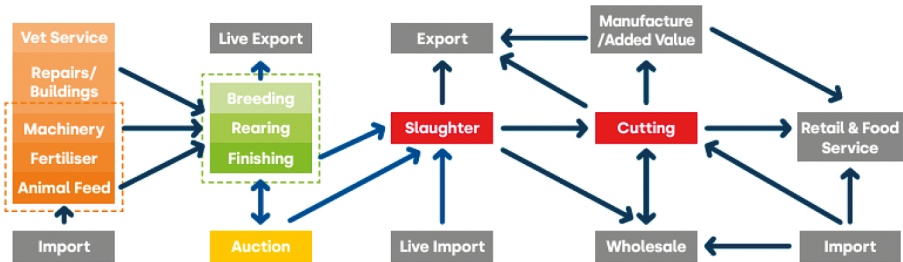 Vet Service
Repairs/
Buildings
Machinery
Fertiliser
Animal Feed
Import
Live Export
Breeding
Rearing
Finishing
Auction
Export
Slaughter
Live Import
Manufacture
/Added Value
Cutting
Wholesale
Retail & Food
Service
Import